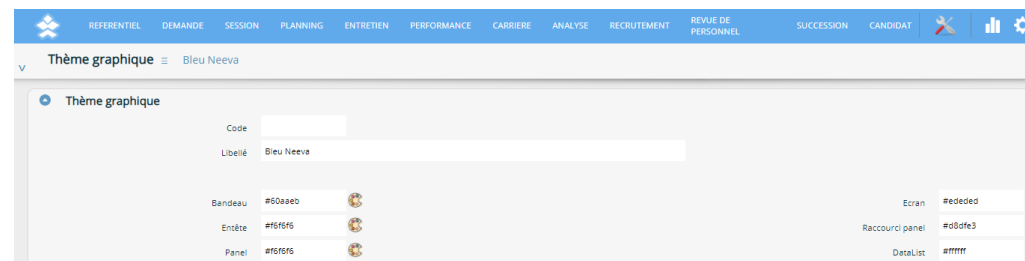 REFERENTIEL DEMANDE SESSION PLANNING ENTRETIEN PERFORMANCE CARRIERE ANALYSE RECRUTEMENT REVUE DE PERSONNEL SUCCESSION CANDIDAT
Thème graphique Bleu Neeva
Thème graphique
Code
Libellé Bleu Neeva
Bandeau #60aaeb Ecran #ededed
Entête #f6f6f6 Raccourci panel #d8dfe3
Panel #f6f6f6 DataList #ffffff